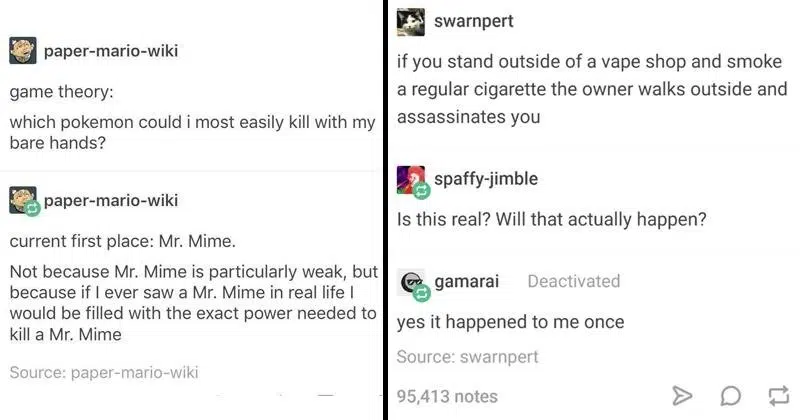 paper-mario-wiki
game theory:
which pokemon could i most easily kill with my
bare hands?
paper-mario-wiki
current first place: Mr. Mime.
Not because Mr. Mime is particularly weak, but
because if I ever saw a Mr. Mime in real life I
would be filled with the exact power needed to
kill a Mr. Mime
Source: paper-mario-wiki
swarnpert
if you stand outside of a vape shop and smoke
a regular cigarette the owner walks outside and
assassinates you
spaffy-jimble
Is this real? Will that actually happen?
gamarai Deactivated
yes it happened to me once
Source: swarnpert
95,413 notes